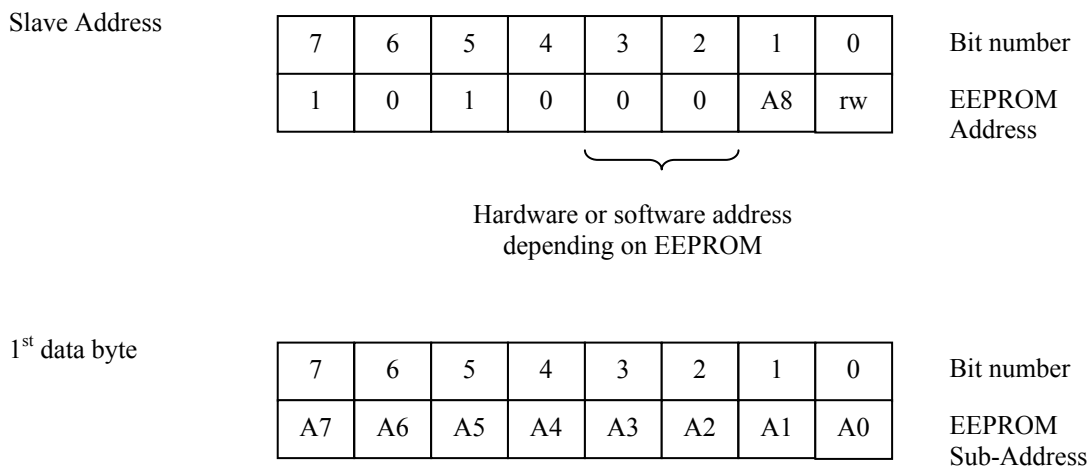 Slave Address
7 6 5 4 3 2 1 0 Bit number
1 0 1 0 0 0 A8 rw EEPROM
Address
Hardware or software address
depending on EEPROM
1st data byte
7 6 5 4 3 2 1 0 Bit number
A7 A6 A5 A4 A3 A2 A1 A0 EEPROM
Sub-Address